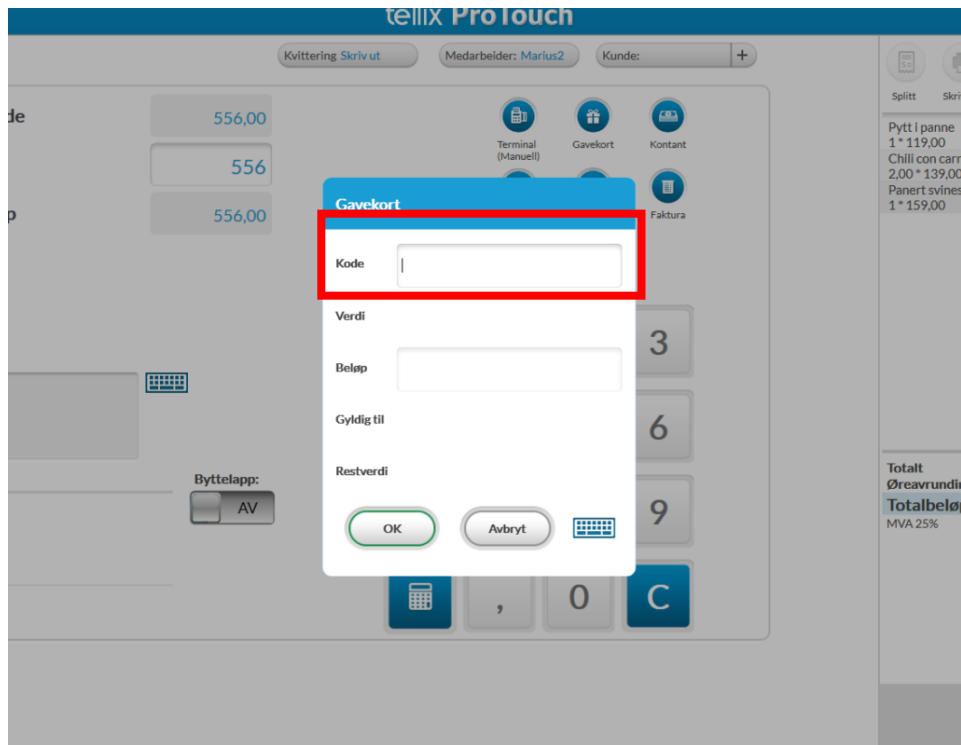 tellix ProTouch
Kvittering Skriv ut
Medarbeider: Marius2
Kunde:
+
de 556,00
556
p 556,00
Terminal
(Manuell)
Gavekort
Kontant
Faktura
Gavekort
Kode
Verdi
Beløp
Gyldig til
Restverdi
OK
Avbryt
Byttelapp:
AV
3
6
9
,
0
C
Splitt
Skri
Pytt i panne
1 * 119,00
Chili con carn
2,00 * 139,00
Panert svines
1 * 159,00
Totalt
Øreavrundin
Totalbeløp
MVA 25%